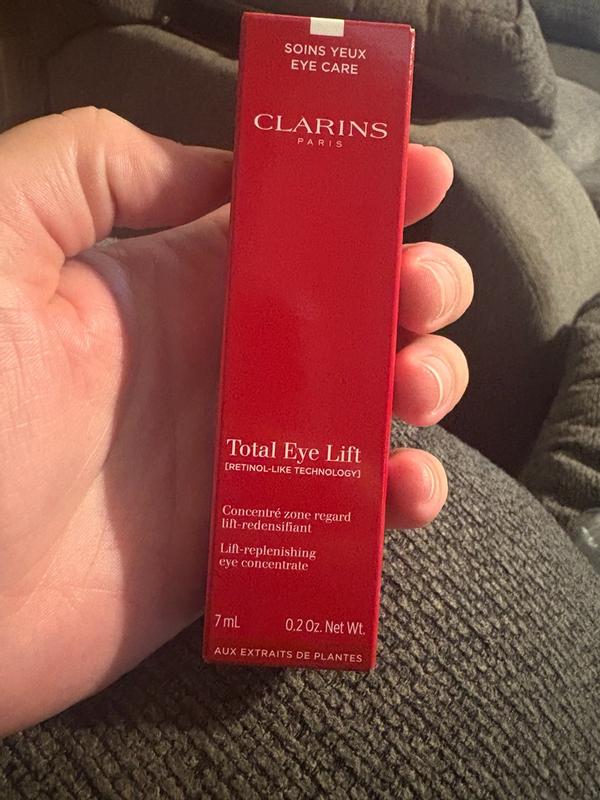 SOINS YEUX
EYE CARE
CLARINS
PARIS
Total Eye Lift
[RETINOL-LIKE TECHNOLOGY]
Concentré zone regard
lift-redensifiant
Lift-replenishing
eye concentrate
7 mL 0.2 Oz. Net Wt.
AUX EXTRAITS DE PLANTES